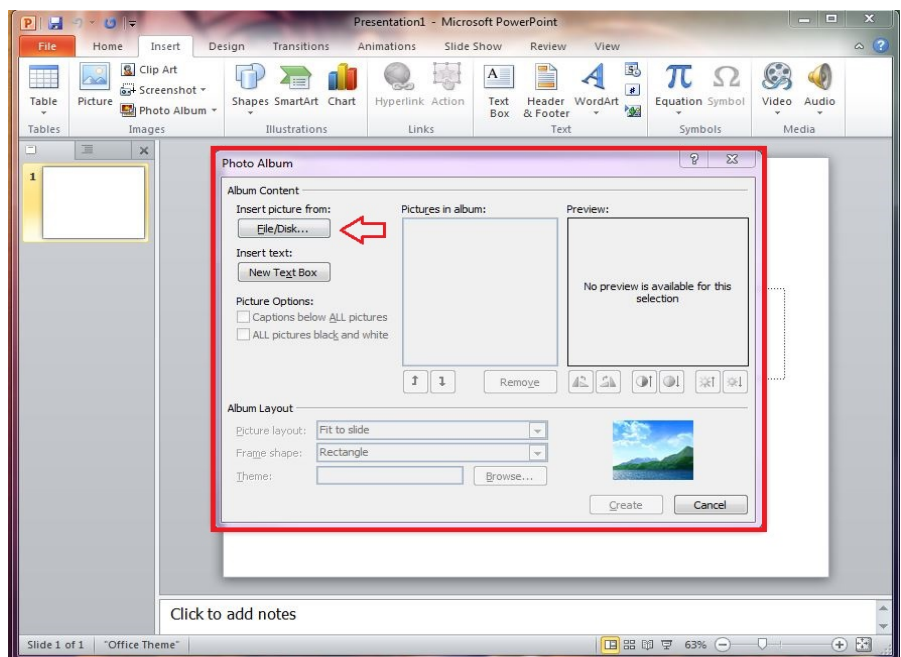 Presentation1 - Microsoft PowerPoint
File Home Insert Design Transitions Animations Slide Show Review View
Table
Picture
Clip Art
Screenshot
Photo Album
Shapes SmartArt Chart
Hyperlink Action
Text Box
Header & Footer
WordArt
Equation Symbol
Video Audio
Tables Images Illustrations Links Text Symbols Media
1
Photo Album
Album Content
Insert picture from: Pictures in album: Preview:
File/Disk...
Insert text:
New Text Box
No preview is available for this
selection
Picture Options:
Captions below ALL pictures
ALL pictures black and white
Remove
Album Layout
Picture layout: Fit to slide
Frame shape: Rectangle
Theme: Browse...
Create Cancel
Click to add notes
Slide 1 of 1 "Office Theme" 63%